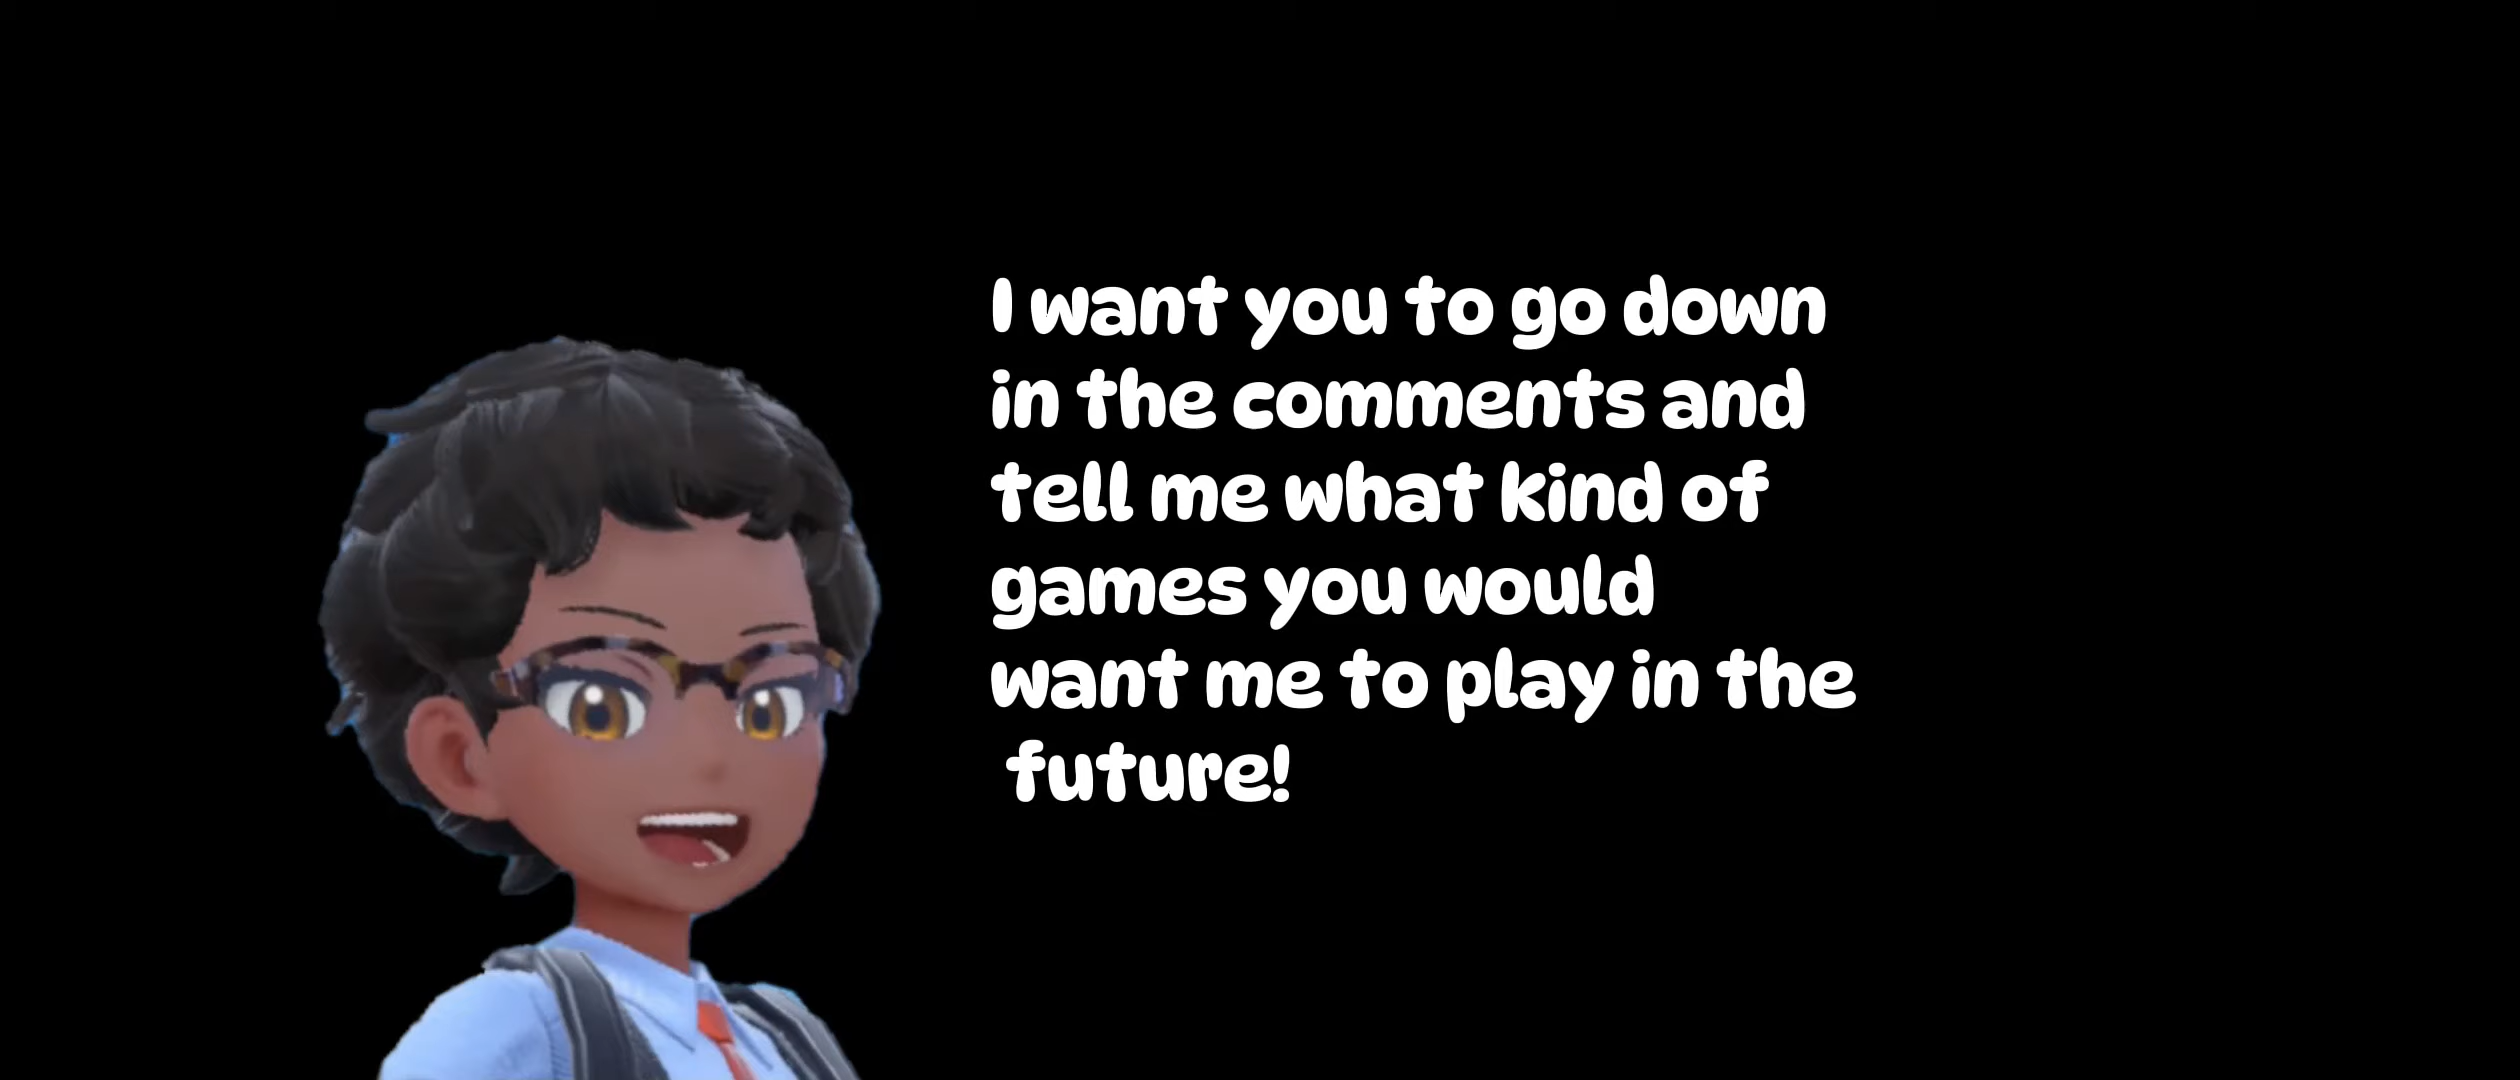 I want you to go down
in the comments and
tell me what kind of
games you would
want me to play in the
future!